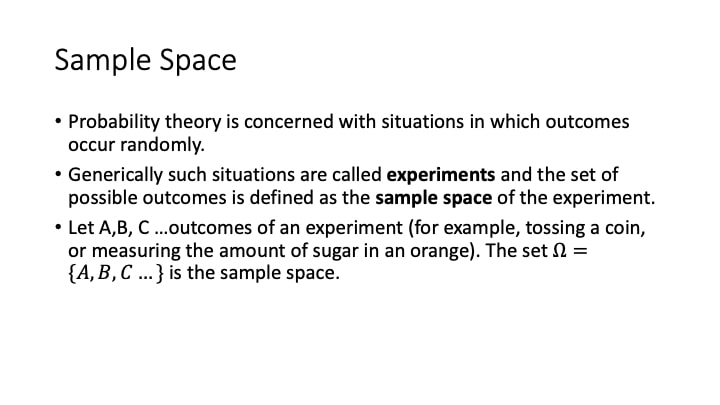 Sample Space
• Probability theory is concerned with situations in which outcomes
occur randomly.
• Generically such situations are called experiments and the set of
possible outcomes is defined as the sample space of the experiment.
• Let A,B, C …outcomes of an experiment (for example, tossing a coin,
or measuring the amount of sugar in an orange). The set Ω =
{A, B, C …} is the sample space.